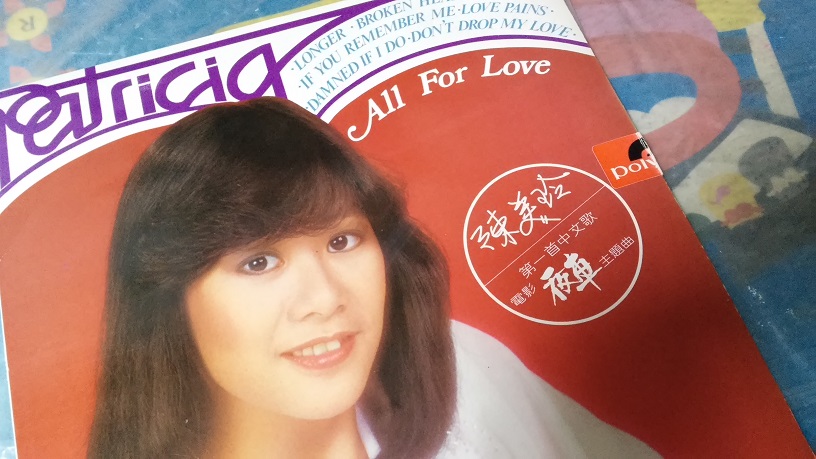 Patricia
·LONGER·BROKEN
·IF YOU REMEMBER ME·LOVE PAINS·
·DAMNED IF I DO·DON'T DROP MY LOVE·
All For Love
陳美玲
第一首中文歌
電影 夜車 主題曲
R